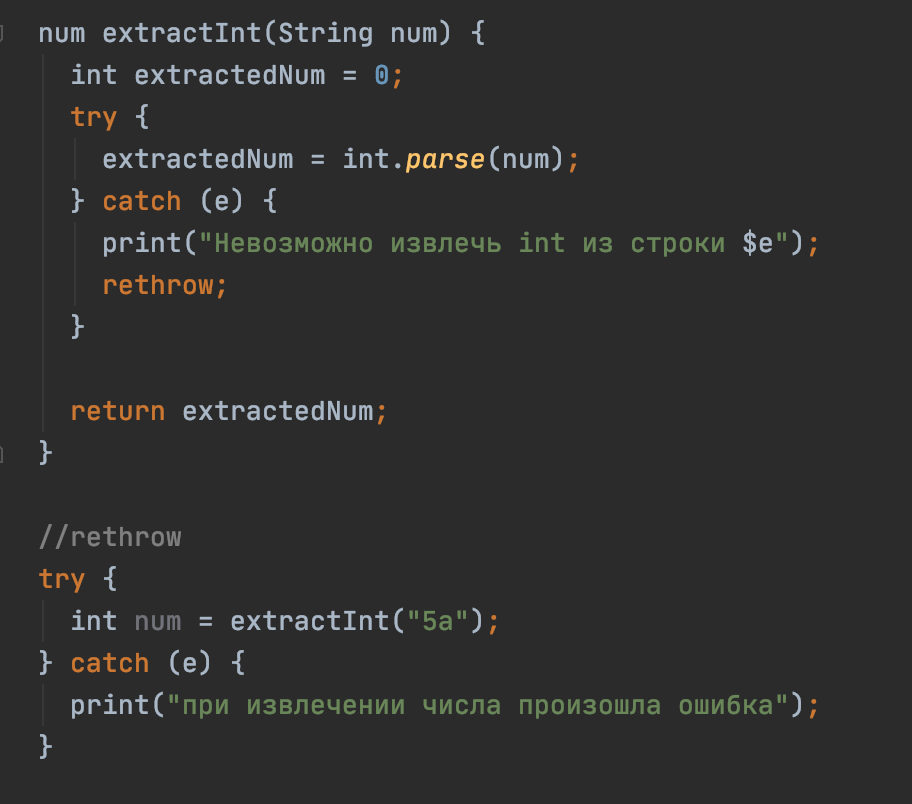 num extractInt(String num) {
  int extractedNum = 0;
  try {
    extractedNum = int.parse(num);
  } catch (e) {
    print("Невозможно извлечь int из строки $e");
    rethrow;
  }

  return extractedNum;
}

//rethrow
try {
  int num = extractInt("5a");
} catch (e) {
  print("при извлечении числа произошла ошибка");
}